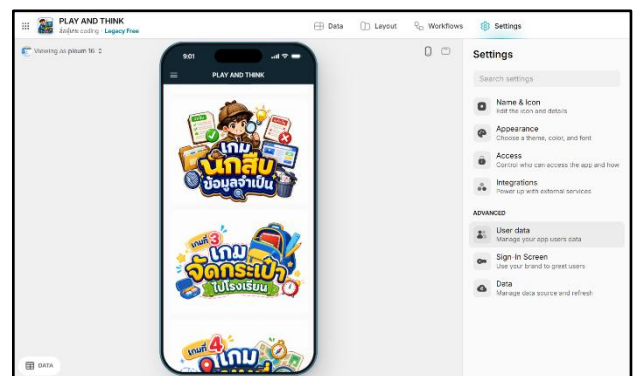 PLAY AND THINK
coding · Legacy Free
Data
Layout
Workflows
Settings
Viewing as pleum 16
9:01
PLAY AND THINK
เกม
นักสืบ
ข้อมูลจำเป็น
เกมที่ 3
เกม
จัดกระเป๋า
ไปโรงเรียน
เกมที่ 4
เกม
DATA
Settings
Search settings
Name & Icon
Edit the icon and details
Appearance
Choose a theme, color, and font
Access
Control who can access the app and how
Integrations
Power up with external services
ADVANCED
User data
Manage your app users data
Sign-In Screen
Use your brand to greet users
Data
Manage data source and refresh